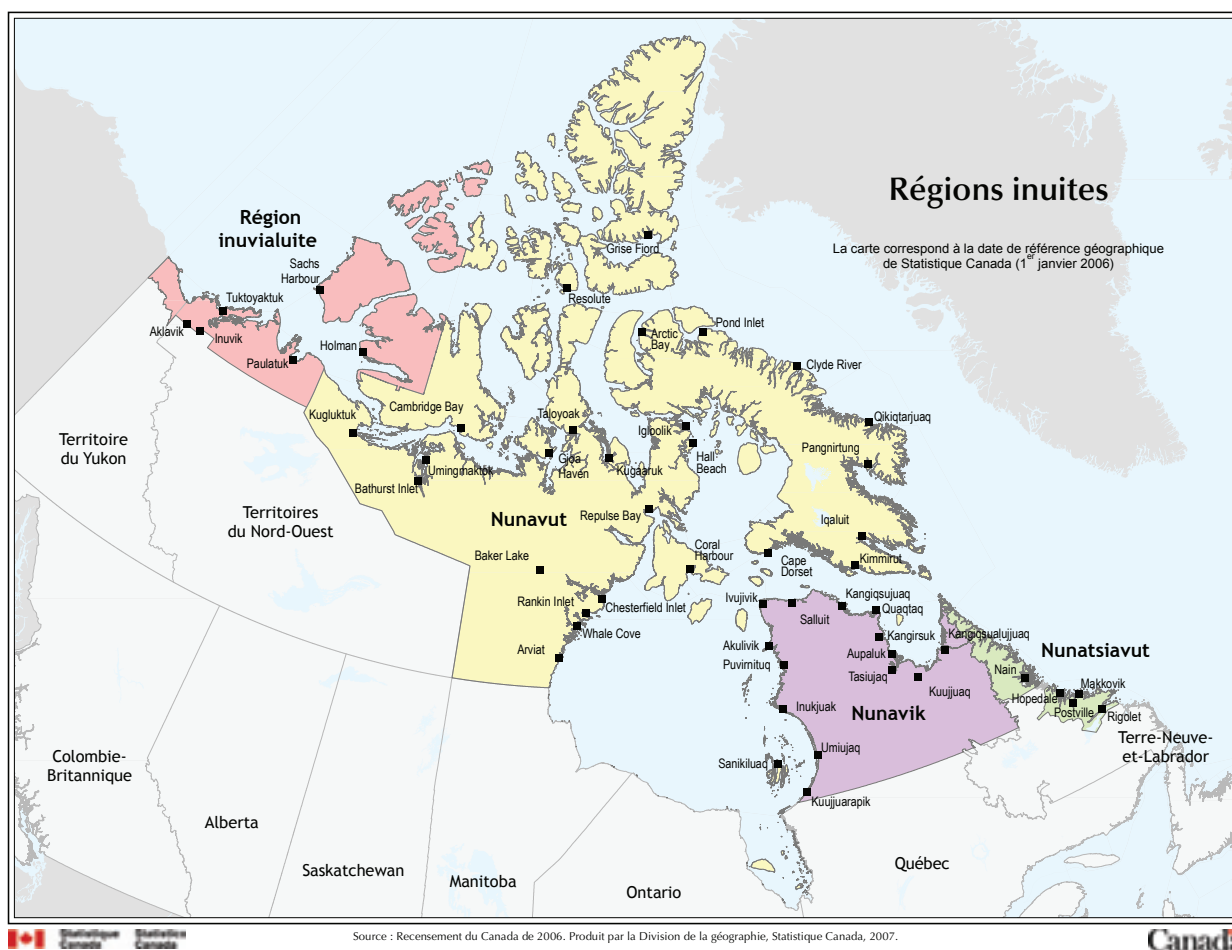 Régions inuites
La carte correspond à la date de référence géographique
de Statistique Canada (1er janvier 2006)
Région
inuvialuite
Sachs
Harbour
Tuktoyaktuk
Aklavik
Inuvik
Paulatuk
Holman
Grise Fiord
Resolute
Arctic
Bay
Pond Inlet
Clyde River
Kugluktuk
Cambridge Bay
Taloyoak
Igloolik
Qikiqtarjuaq
Hall
Beach
Pangnirtung
Umingmaktok
Gjoa
Haven
Kugaaruk
Bathurst Inlet
Territoire
du Yukon
Territoires
du Nord-Ouest
Nunavut
Repulse Bay
Iqaluit
Baker Lake
Coral
Harbour
Cape
Dorset
Kimmirut
Rankin Inlet
Chesterfield Inlet
Whale Cove
Arviat
Ivujivik
Salluit
Kangiqsujuaq
Quaqtaq
Akulivik
Puvirnituq
Kangirsuk
Aupaluk
Tasiujaq
Kangiqsualujjuaq
Kuujjuaq
Nunatsiavut
Nain
Hopedale
Makkovik
Postville
Rigolet
Inukjuak
Nunavik
Terre-Neuve-
et-Labrador
Umiujaq
Sanikiluaq
Kuujjuarapik
Colombie-
Britannique
Alberta
Saskatchewan
Manitoba
Ontario
Québec
Statistique
Canada
Statistics
Canada
Source : Recensement du Canada de 2006. Produit par la Division de la géographie, Statistique Canada, 2007.
Canad